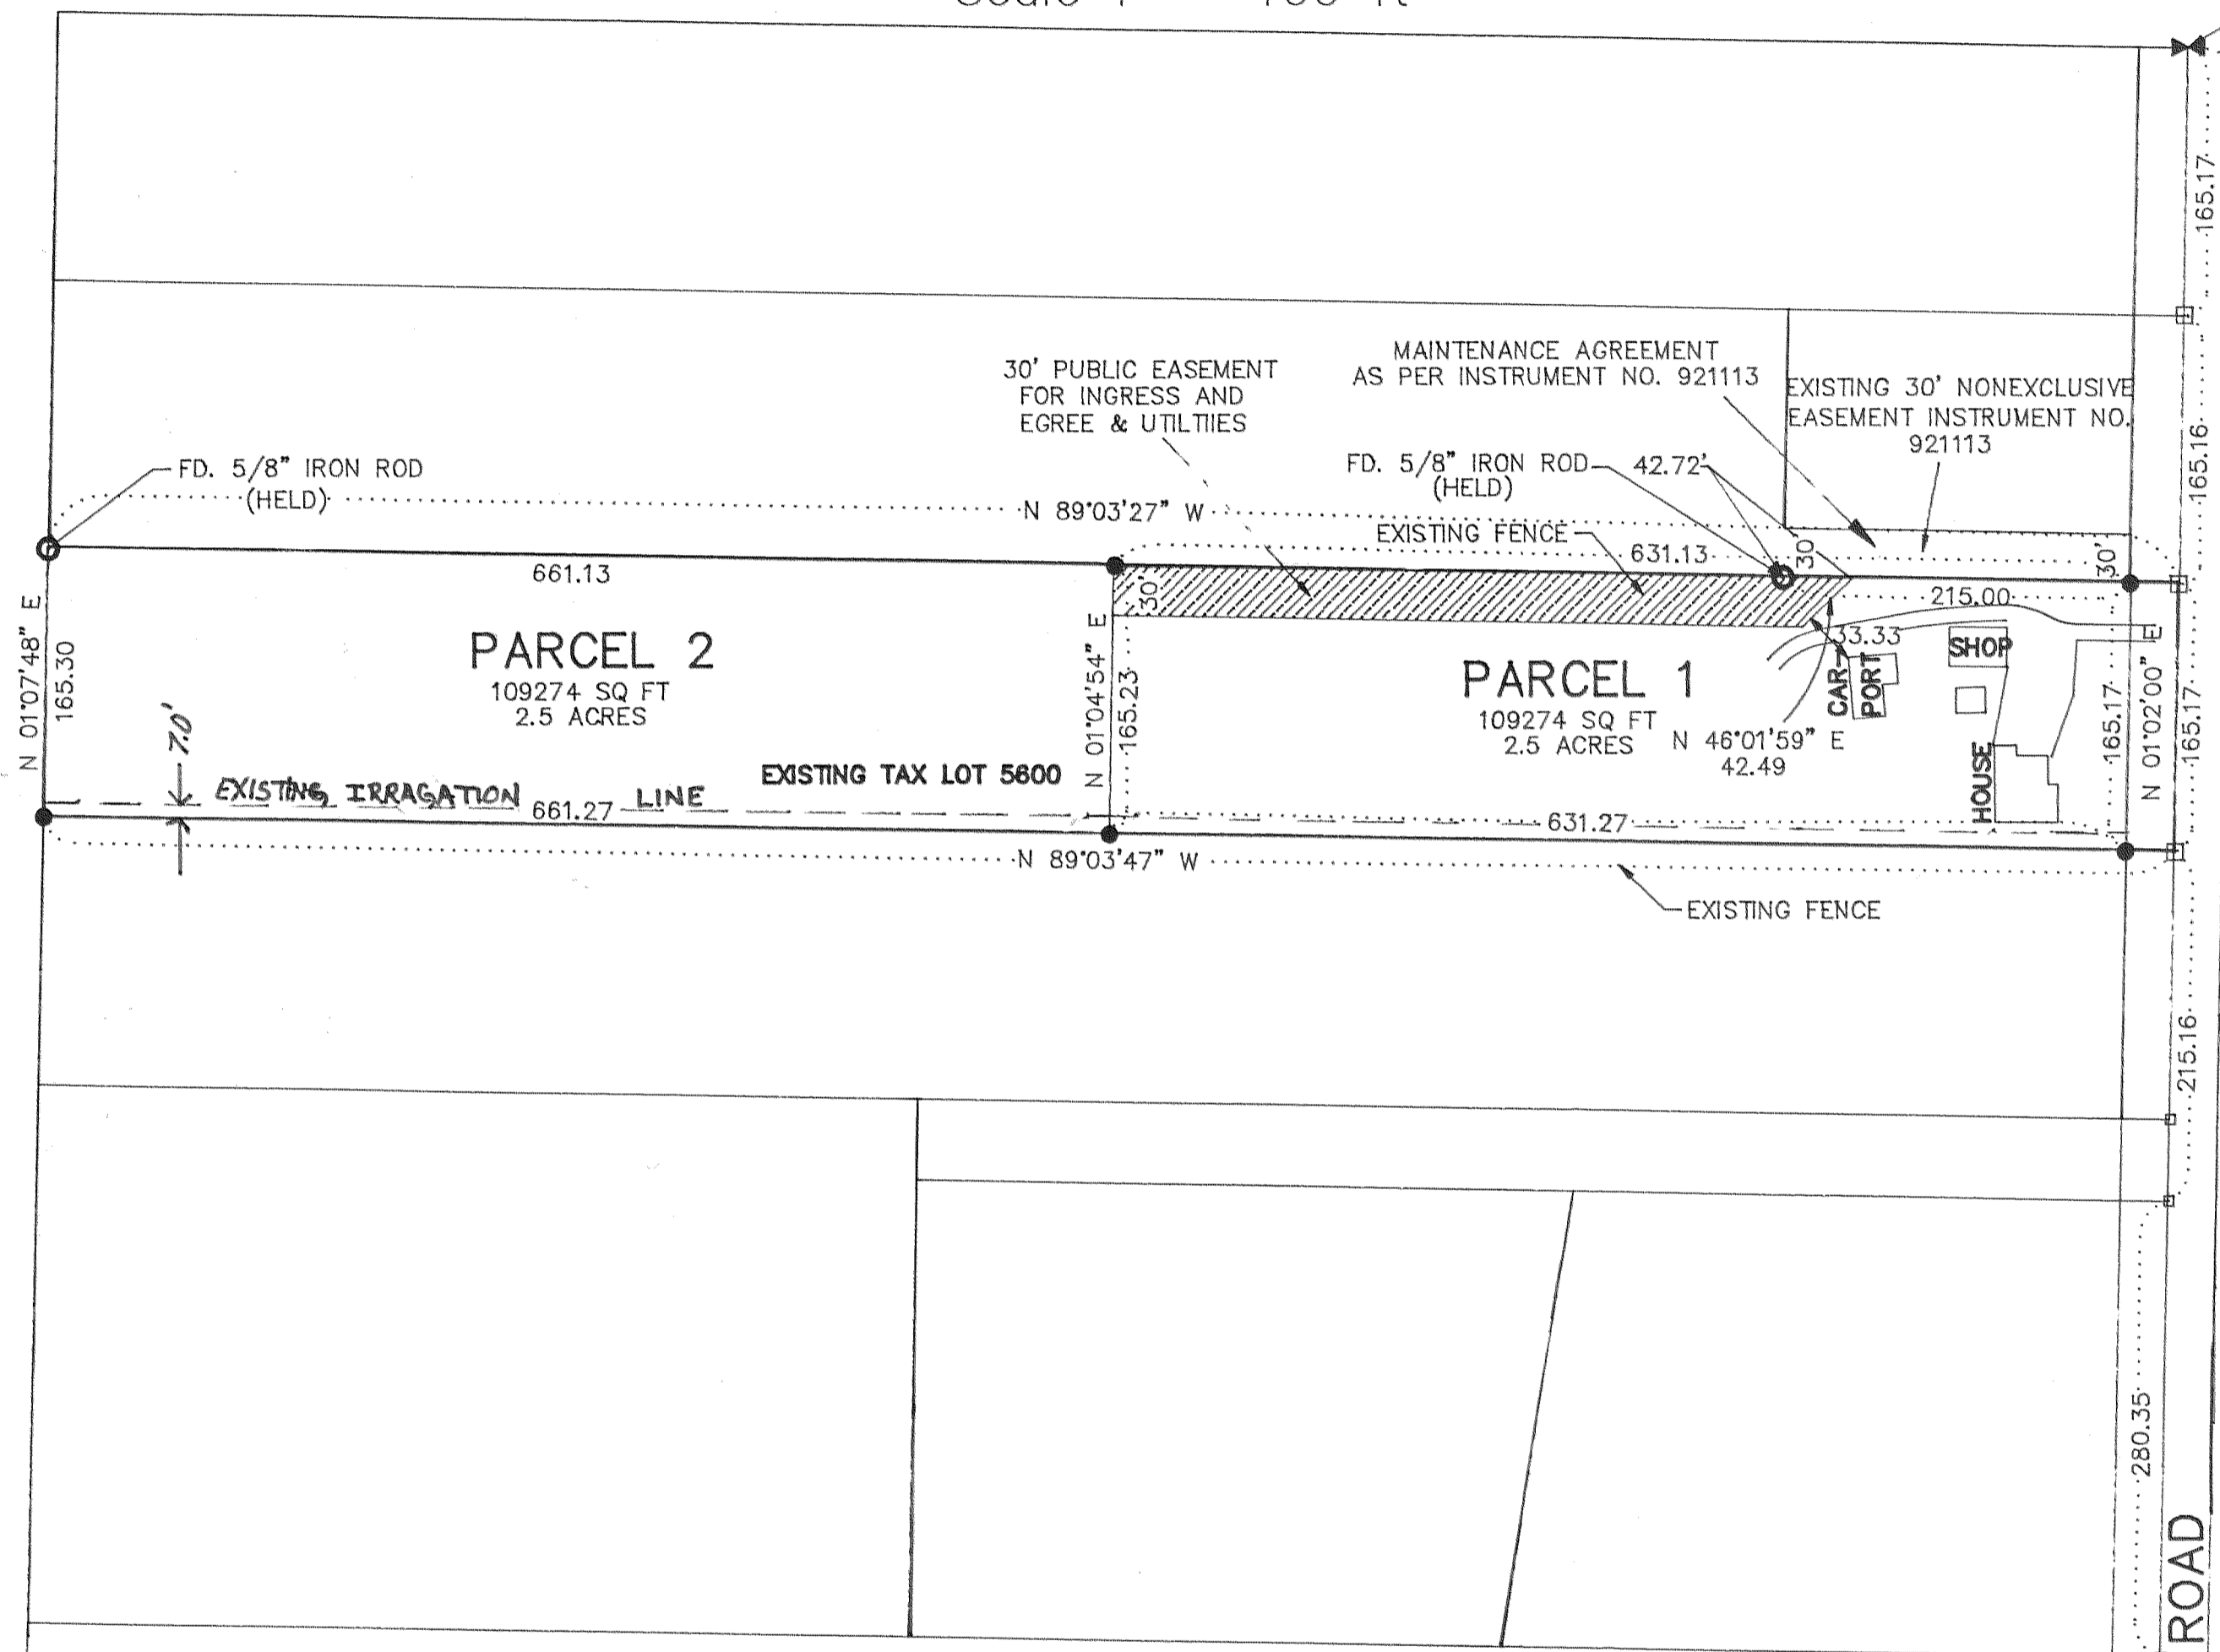 165.17
30' PUBLIC EASEMENT
FOR INGRESS AND
EGREE & UTILTIIES
MAINTENANCE AGREEMENT
AS PER INSTRUMENT NO. 921113
EXISTING 30' NONEXCLUSIVE
EASEMENT INSTRUMENT NO.
921113
165.16
FD. 5/8" IRON ROD
(HELD)
FD. 5/8" IRON ROD
(HELD)
42.72'
N 89°03'27" W
EXISTING FENCE
631.13
30'
30'
661.13
30'
215.00
33.33
SHOP
CAR-
PORT
N 01°07'48" E
165.30
PARCEL 2
109274 SQ FT
2.5 ACRES
N 01°04'54" E
165.23
PARCEL 1
109274 SQ FT
2.5 ACRES
N 46°01'59" E
42.49
165.17
N 01°02'00" E
165.17
HOUSE
7.0'
EXISTING TAX LOT 5600
EXISTING IRRAGATION LINE
661.27
631.27
N 89°03'47" W
EXISTING FENCE
215.16
280.35
ROAD